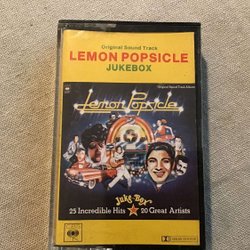 Original Sound Track
LEMON POPSICLE
JUKEBOX
Original Sound Track Album
Lemon Popsicle
Juke-Box
25 Incredible Hits
20 Great Artists
CBS